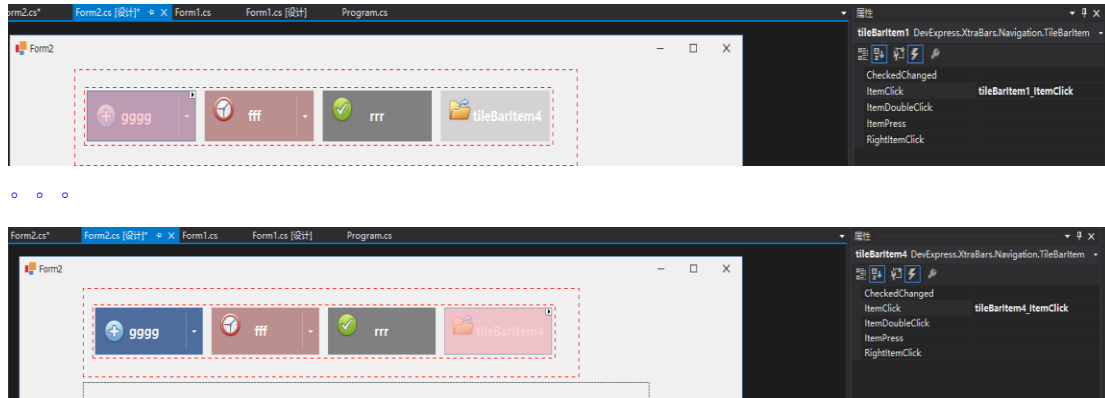 orm2.cs* Form2.cs [设计]* Form1.cs Form1.cs [设计] Program.cs
属性
tileBarItem1 DevExpress.XtraBars.Navigation.TileBarItem
Form2
CheckedChanged
gggg fff rrr tileBarItem4
ItemClick tileBarItem1_ItemClick
ItemDoubleClick
ItemPress
RightItemClick
。 。 。
Form2.cs* Form2.cs [设计]* Form1.cs Form1.cs [设计] Program.cs
属性
tileBarItem4 DevExpress.XtraBars.Navigation.TileBarItem
Form2
CheckedChanged
ItemClick tileBarItem4_ItemClick
ItemDoubleClick
gggg fff rrr tileBarItem4
ItemPress
RightItemClick